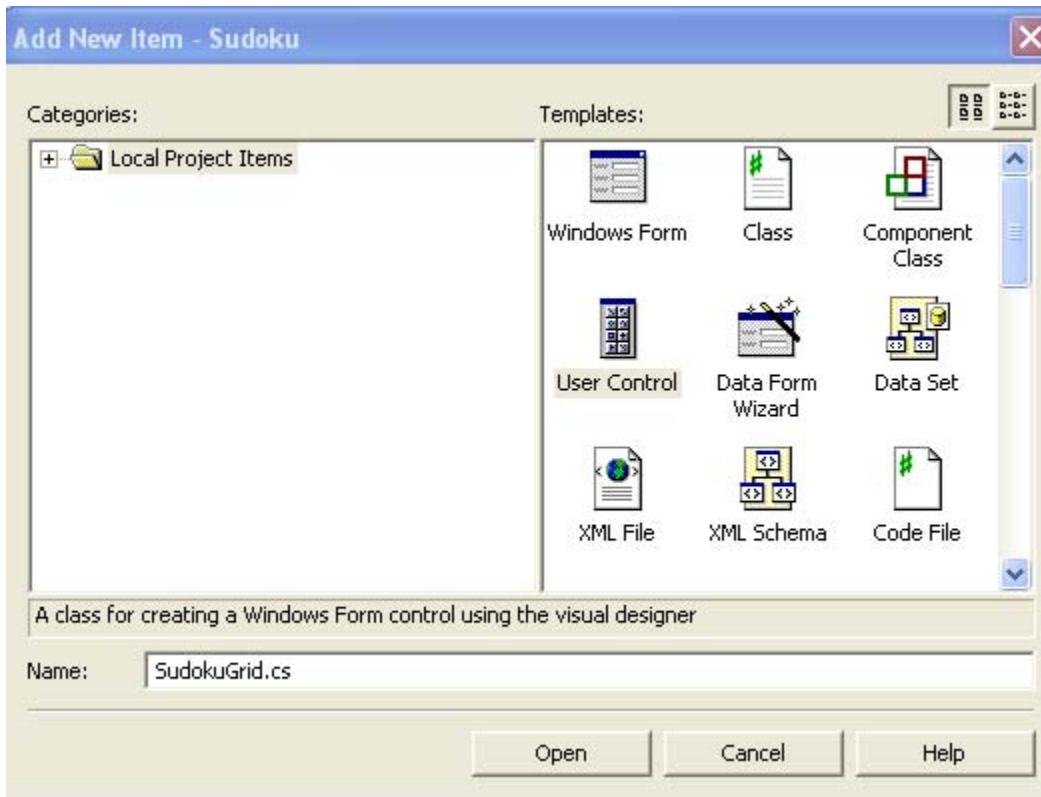 Add New Item - Sudoku
Categories:
Templates:
Local Project Items
Windows Form
Class
Component
Class
User Control
Data Form
Wizard
Data Set
XML File
XML Schema
Code File
A class for creating a Windows Form control using the visual designer
Name:
SudokuGrid.cs
Open
Cancel
Help